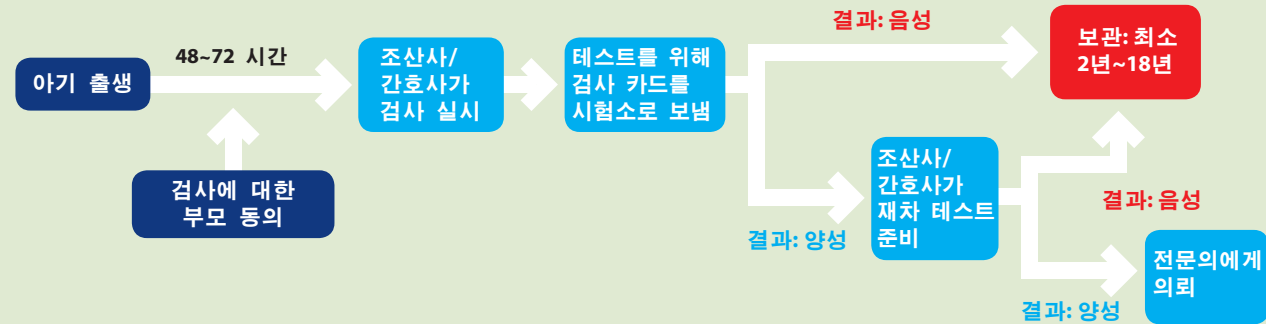 아기 출생
48~72 시간
검사에 대한
부모 동의
조산사/
간호사가
검사 실시
테스트를 위해
검사 카드를
시험소로 보냄
결과: 음성
보관: 최소
2년~18년
결과: 양성
조산사/
간호사가
재차 테스트
준비
결과: 음성
결과: 양성
전문의에게
의뢰